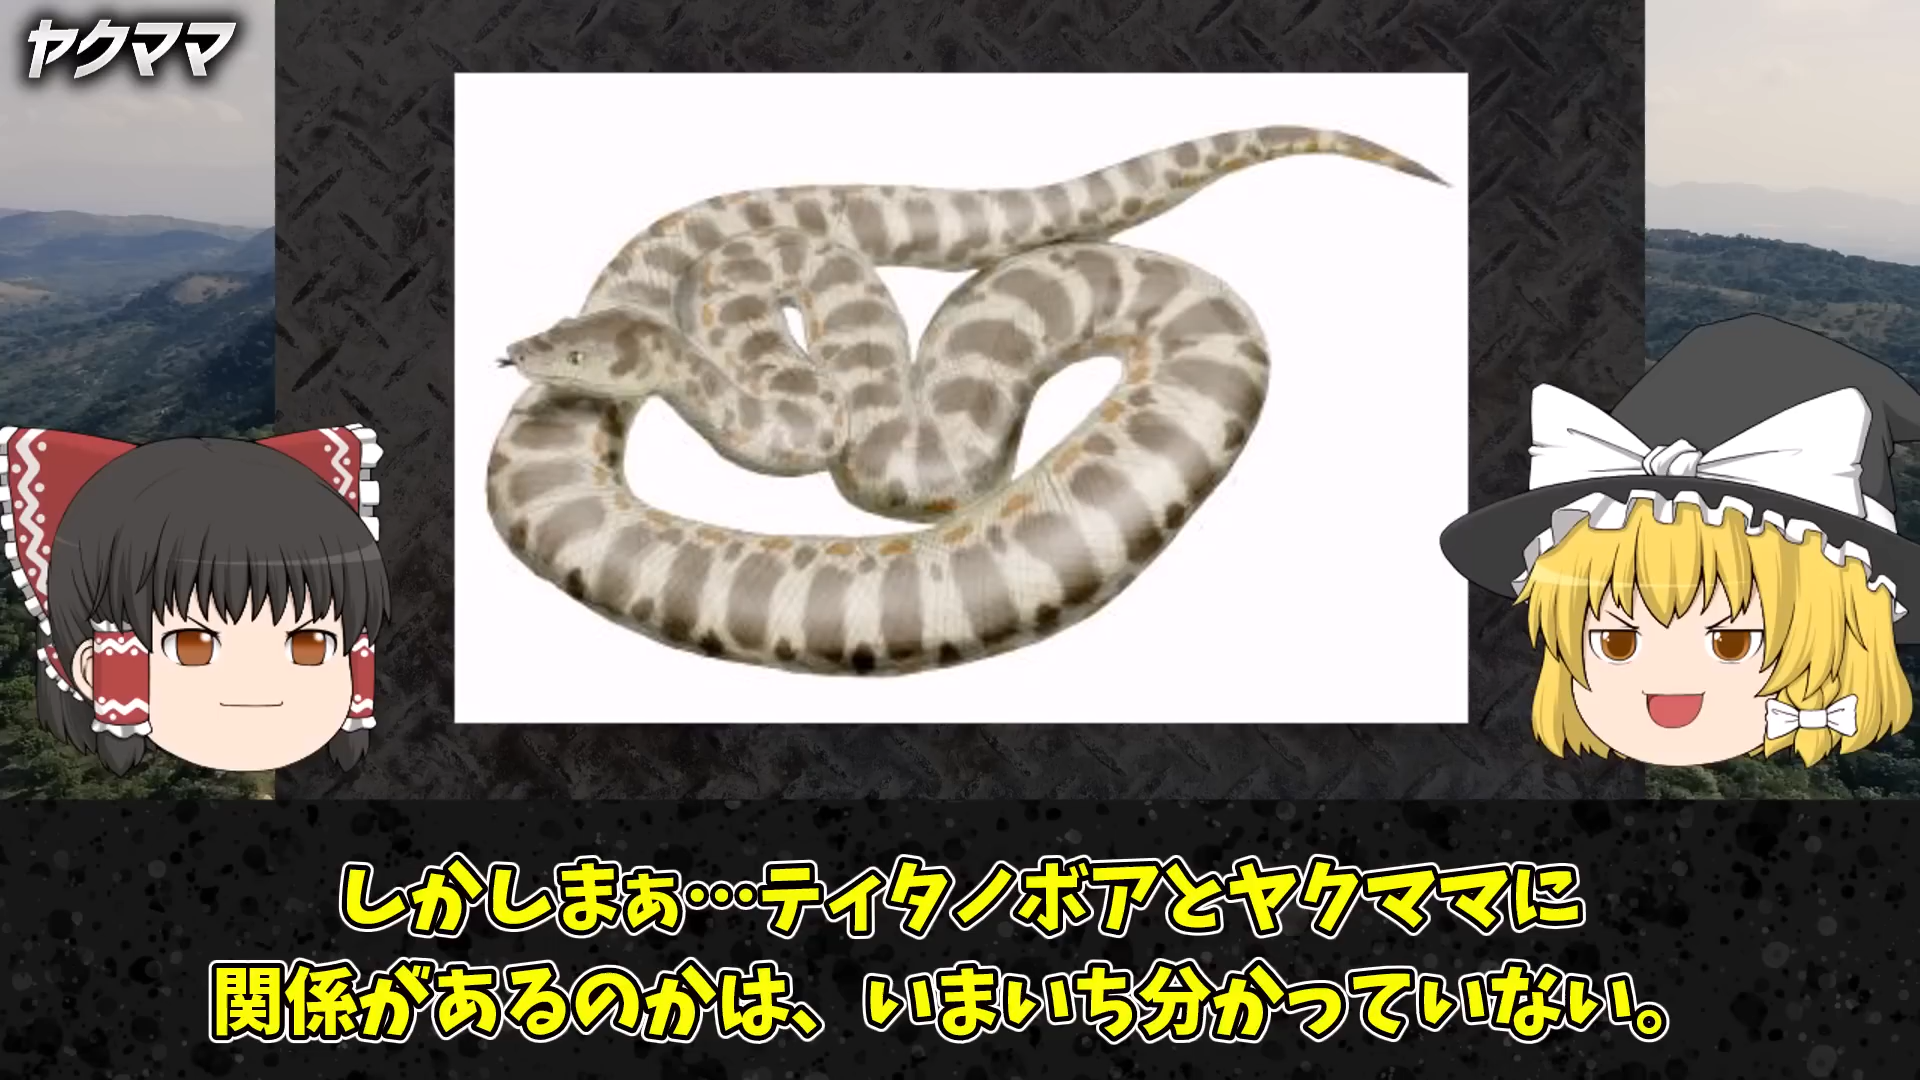 ヤクママ
しかしまぁ…ティタノボアとヤクママに
関係があるのかは、いまいち分かっていない。